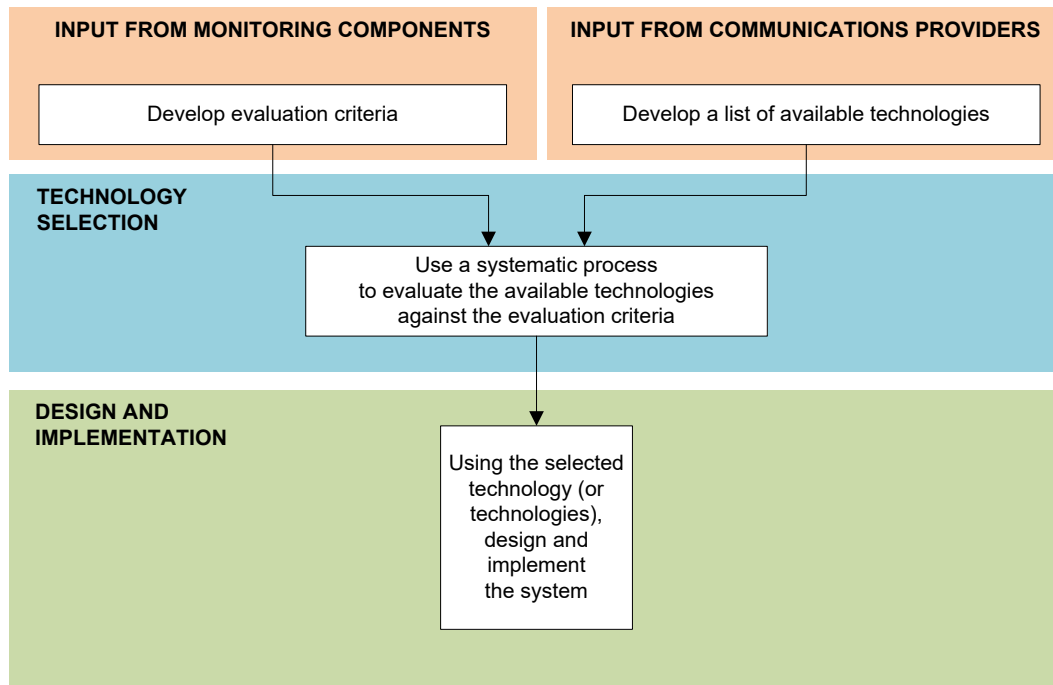 INPUT FROM MONITORING COMPONENTS
INPUT FROM COMMUNICATIONS PROVIDERS
Develop evaluation criteria
Develop a list of available technologies
TECHNOLOGY
SELECTION
Use a systematic process
to evaluate the available technologies
against the evaluation criteria
DESIGN AND
IMPLEMENTATION
Using the selected
technology (or
technologies),
design and
implement
the system